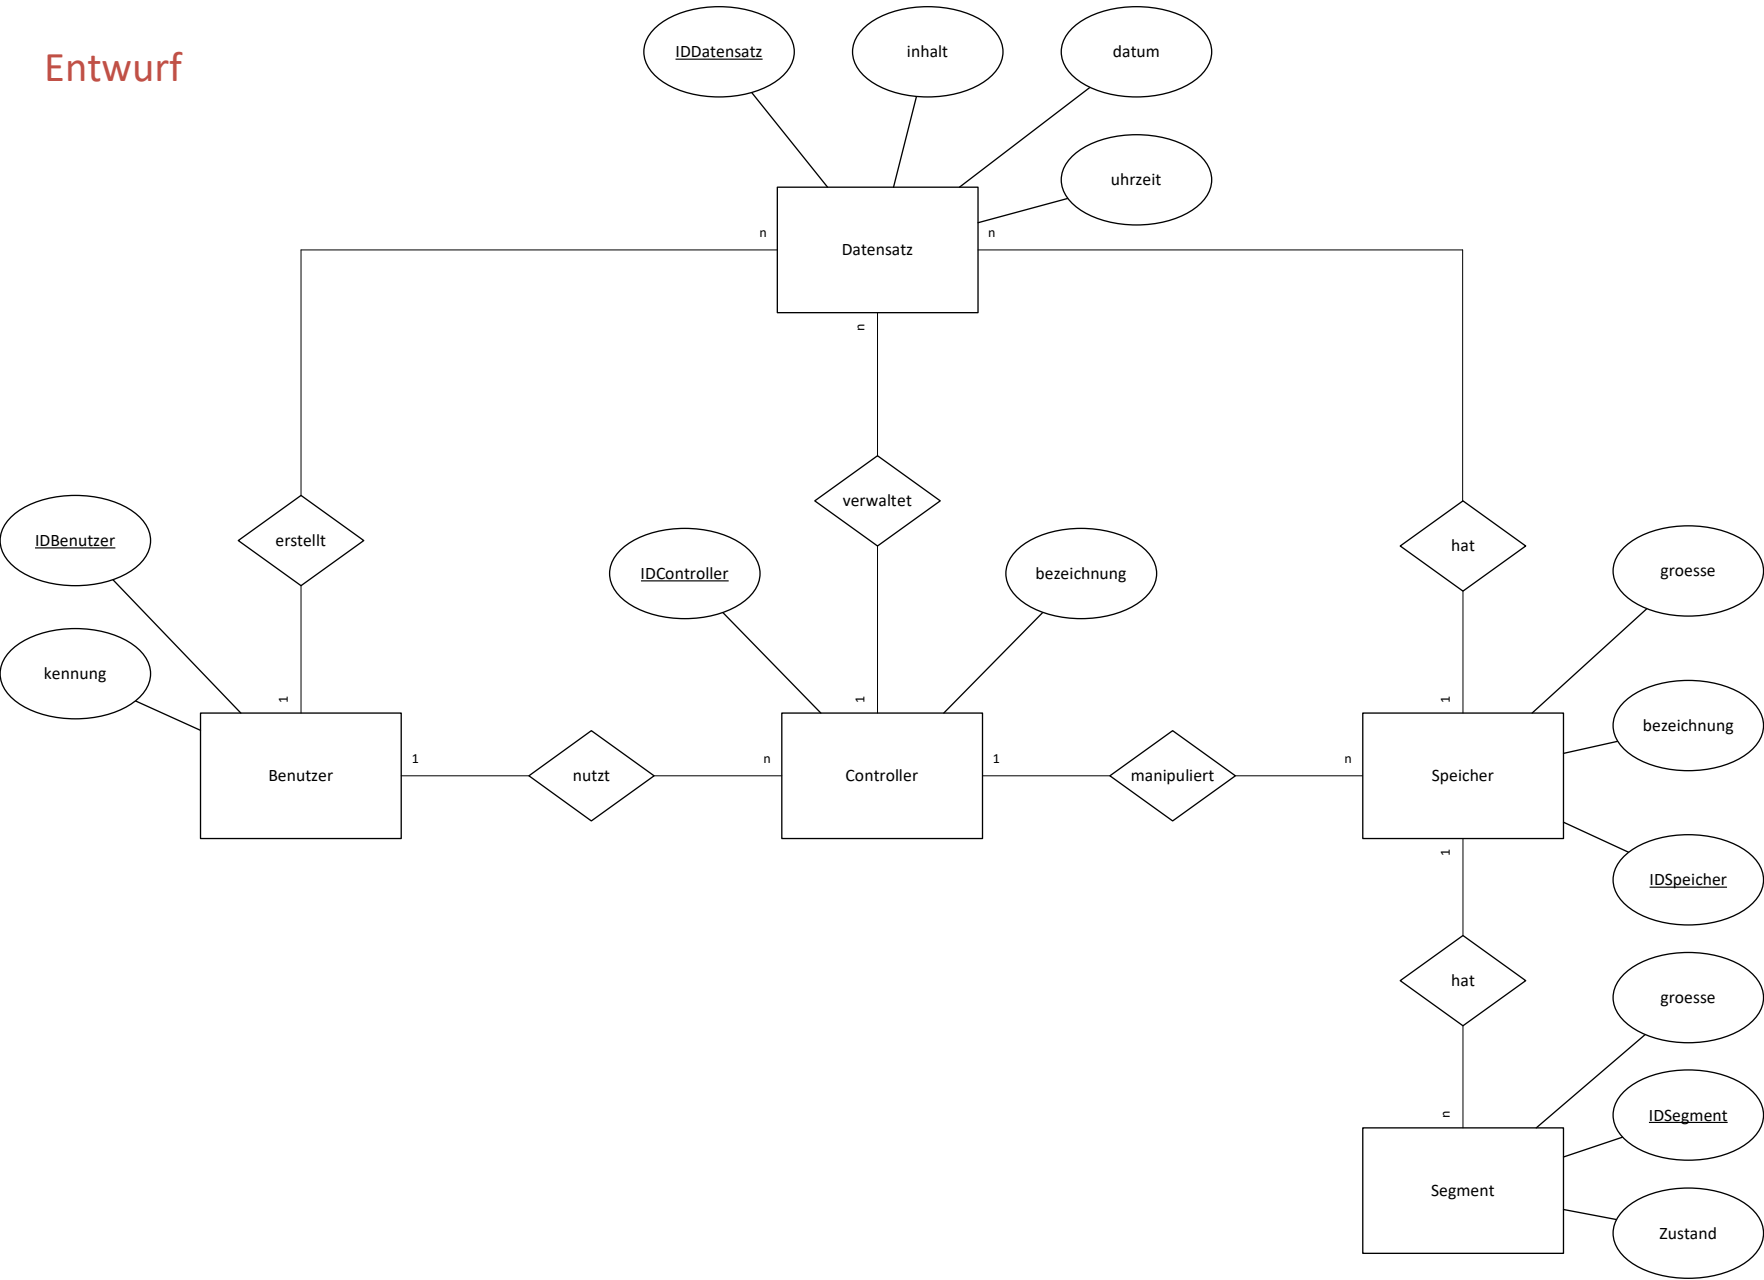 Entwurf
IDDatensatz
inhalt
datum
uhrzeit
n
Datensatz
n
n
verwaltet
IDBenutzer
erstellt
hat
IDController
bezeichnung
groesse
kennung
1
1
1
bezeichnung
Benutzer
1
nutzt
n
Controller
1
manipuliert
n
Speicher
1
IDSpeicher
hat
groesse
n
IDSegment
Segment
Zustand